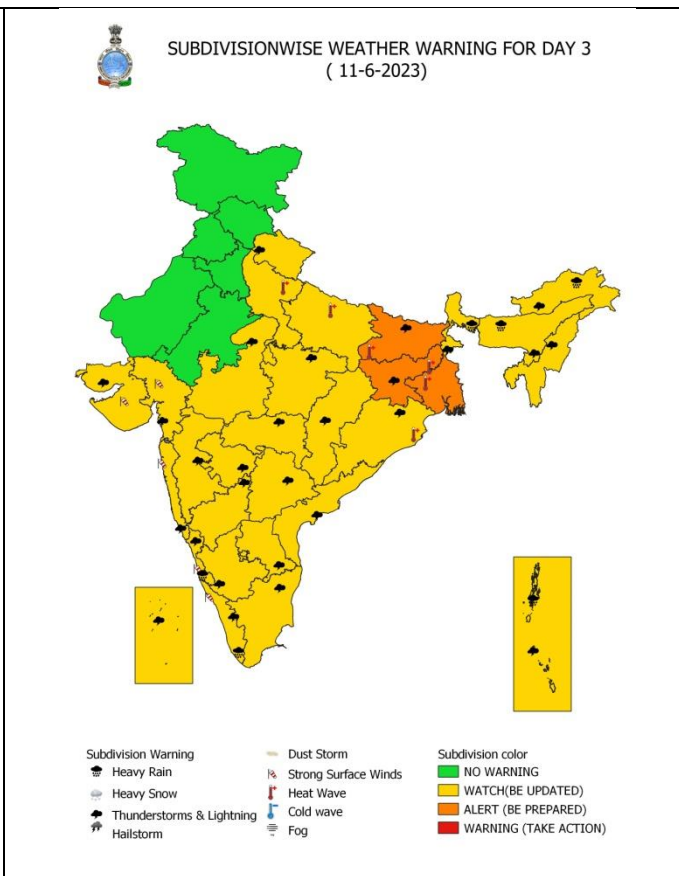 SUBDIVISIONWISE WEATHER WARNING FOR DAY 3
( 11-6-2023)
Subdivision Warning
Heavy Rain
Heavy Snow
Thunderstorms & Lightning
Hailstorm
Dust Storm
Strong Surface Winds
Heat Wave
Cold wave
Fog
Subdivision color
NO WARNING
WATCH(BE UPDATED)
ALERT (BE PREPARED)
WARNING (TAKE ACTION)